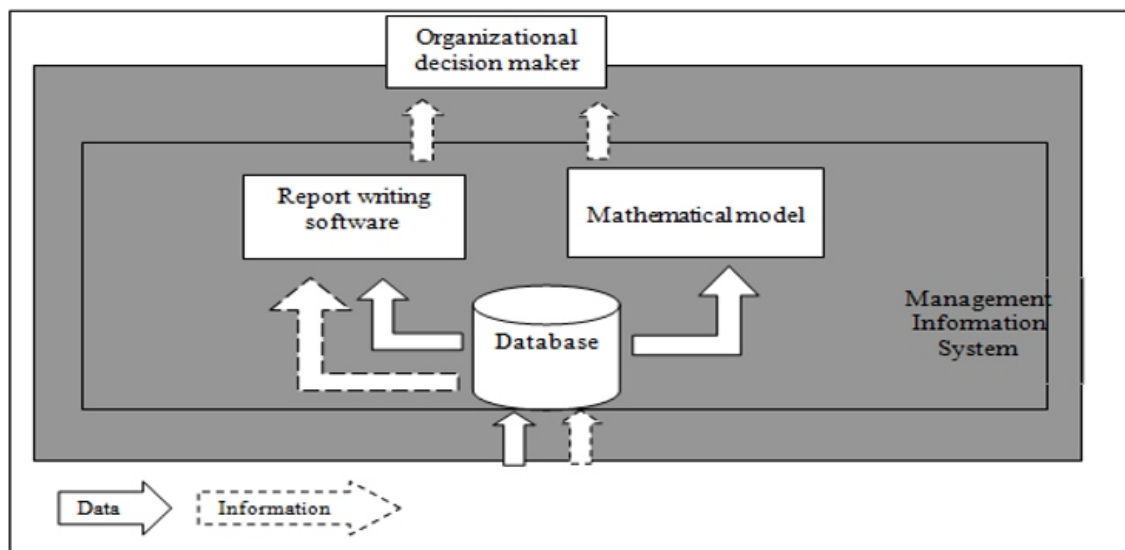 Organizational
decision maker
Report writing
software
Mathematical model
Database
Management
Information
System
Data
Information